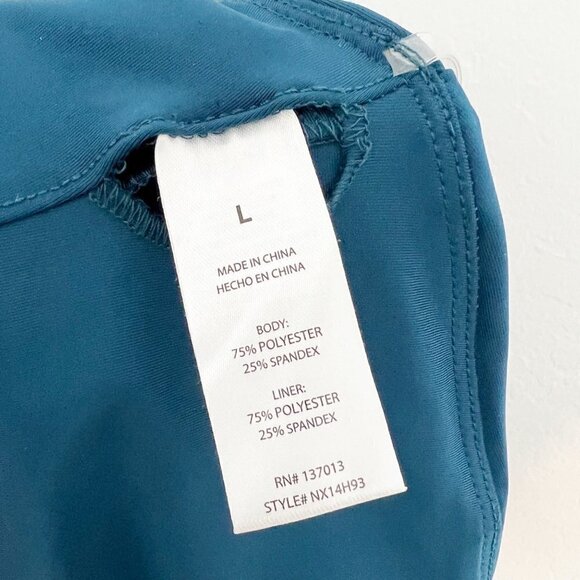 L
MADE IN CHINA
HECHO EN CHINA
BODY:
75% POLYESTER
25% SPANDEX
LINER:
75% POLYESTER
25% SPANDEX
RN# 137013
STYLE# NX14H93